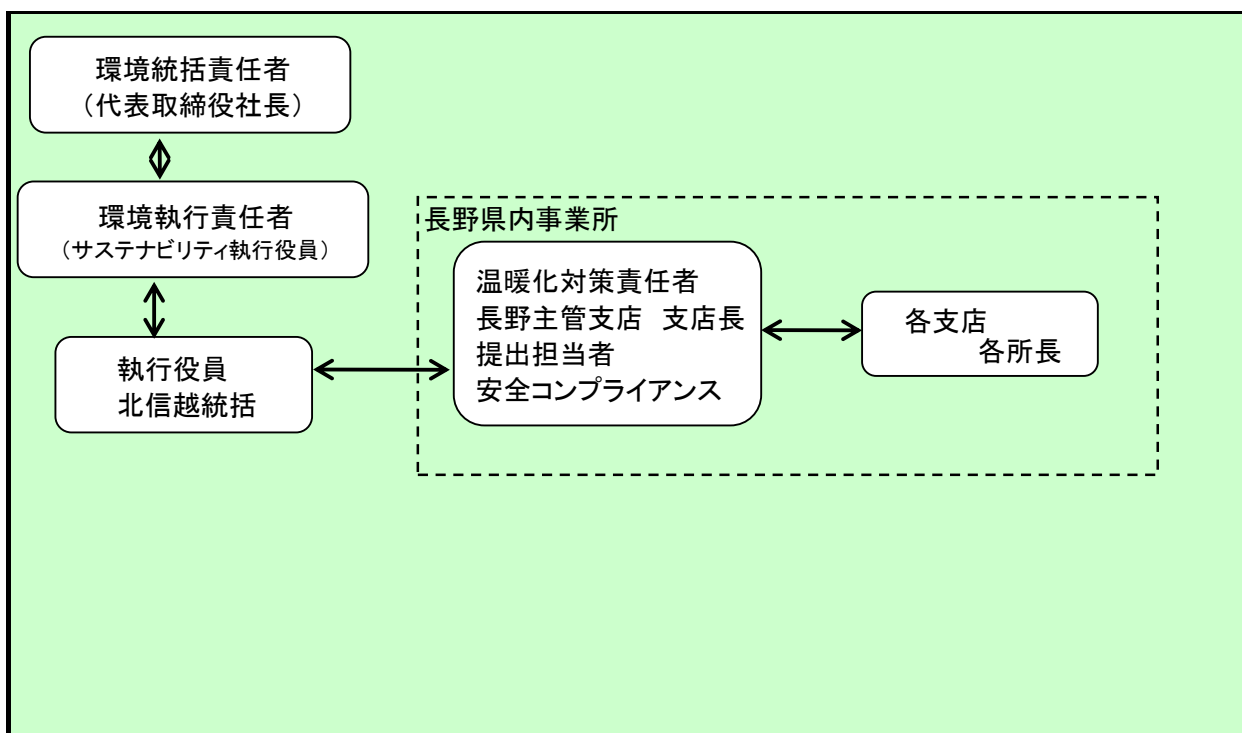 環境統括責任者
（代表取締役社長）
環境執行責任者
（サステナビリティ執行役員）
執行役員
北信越統括
長野県内事業所
温暖化対策責任者
長野主管支店　支店長
提出担当者
安全コンプライアンス
各支店
各所長